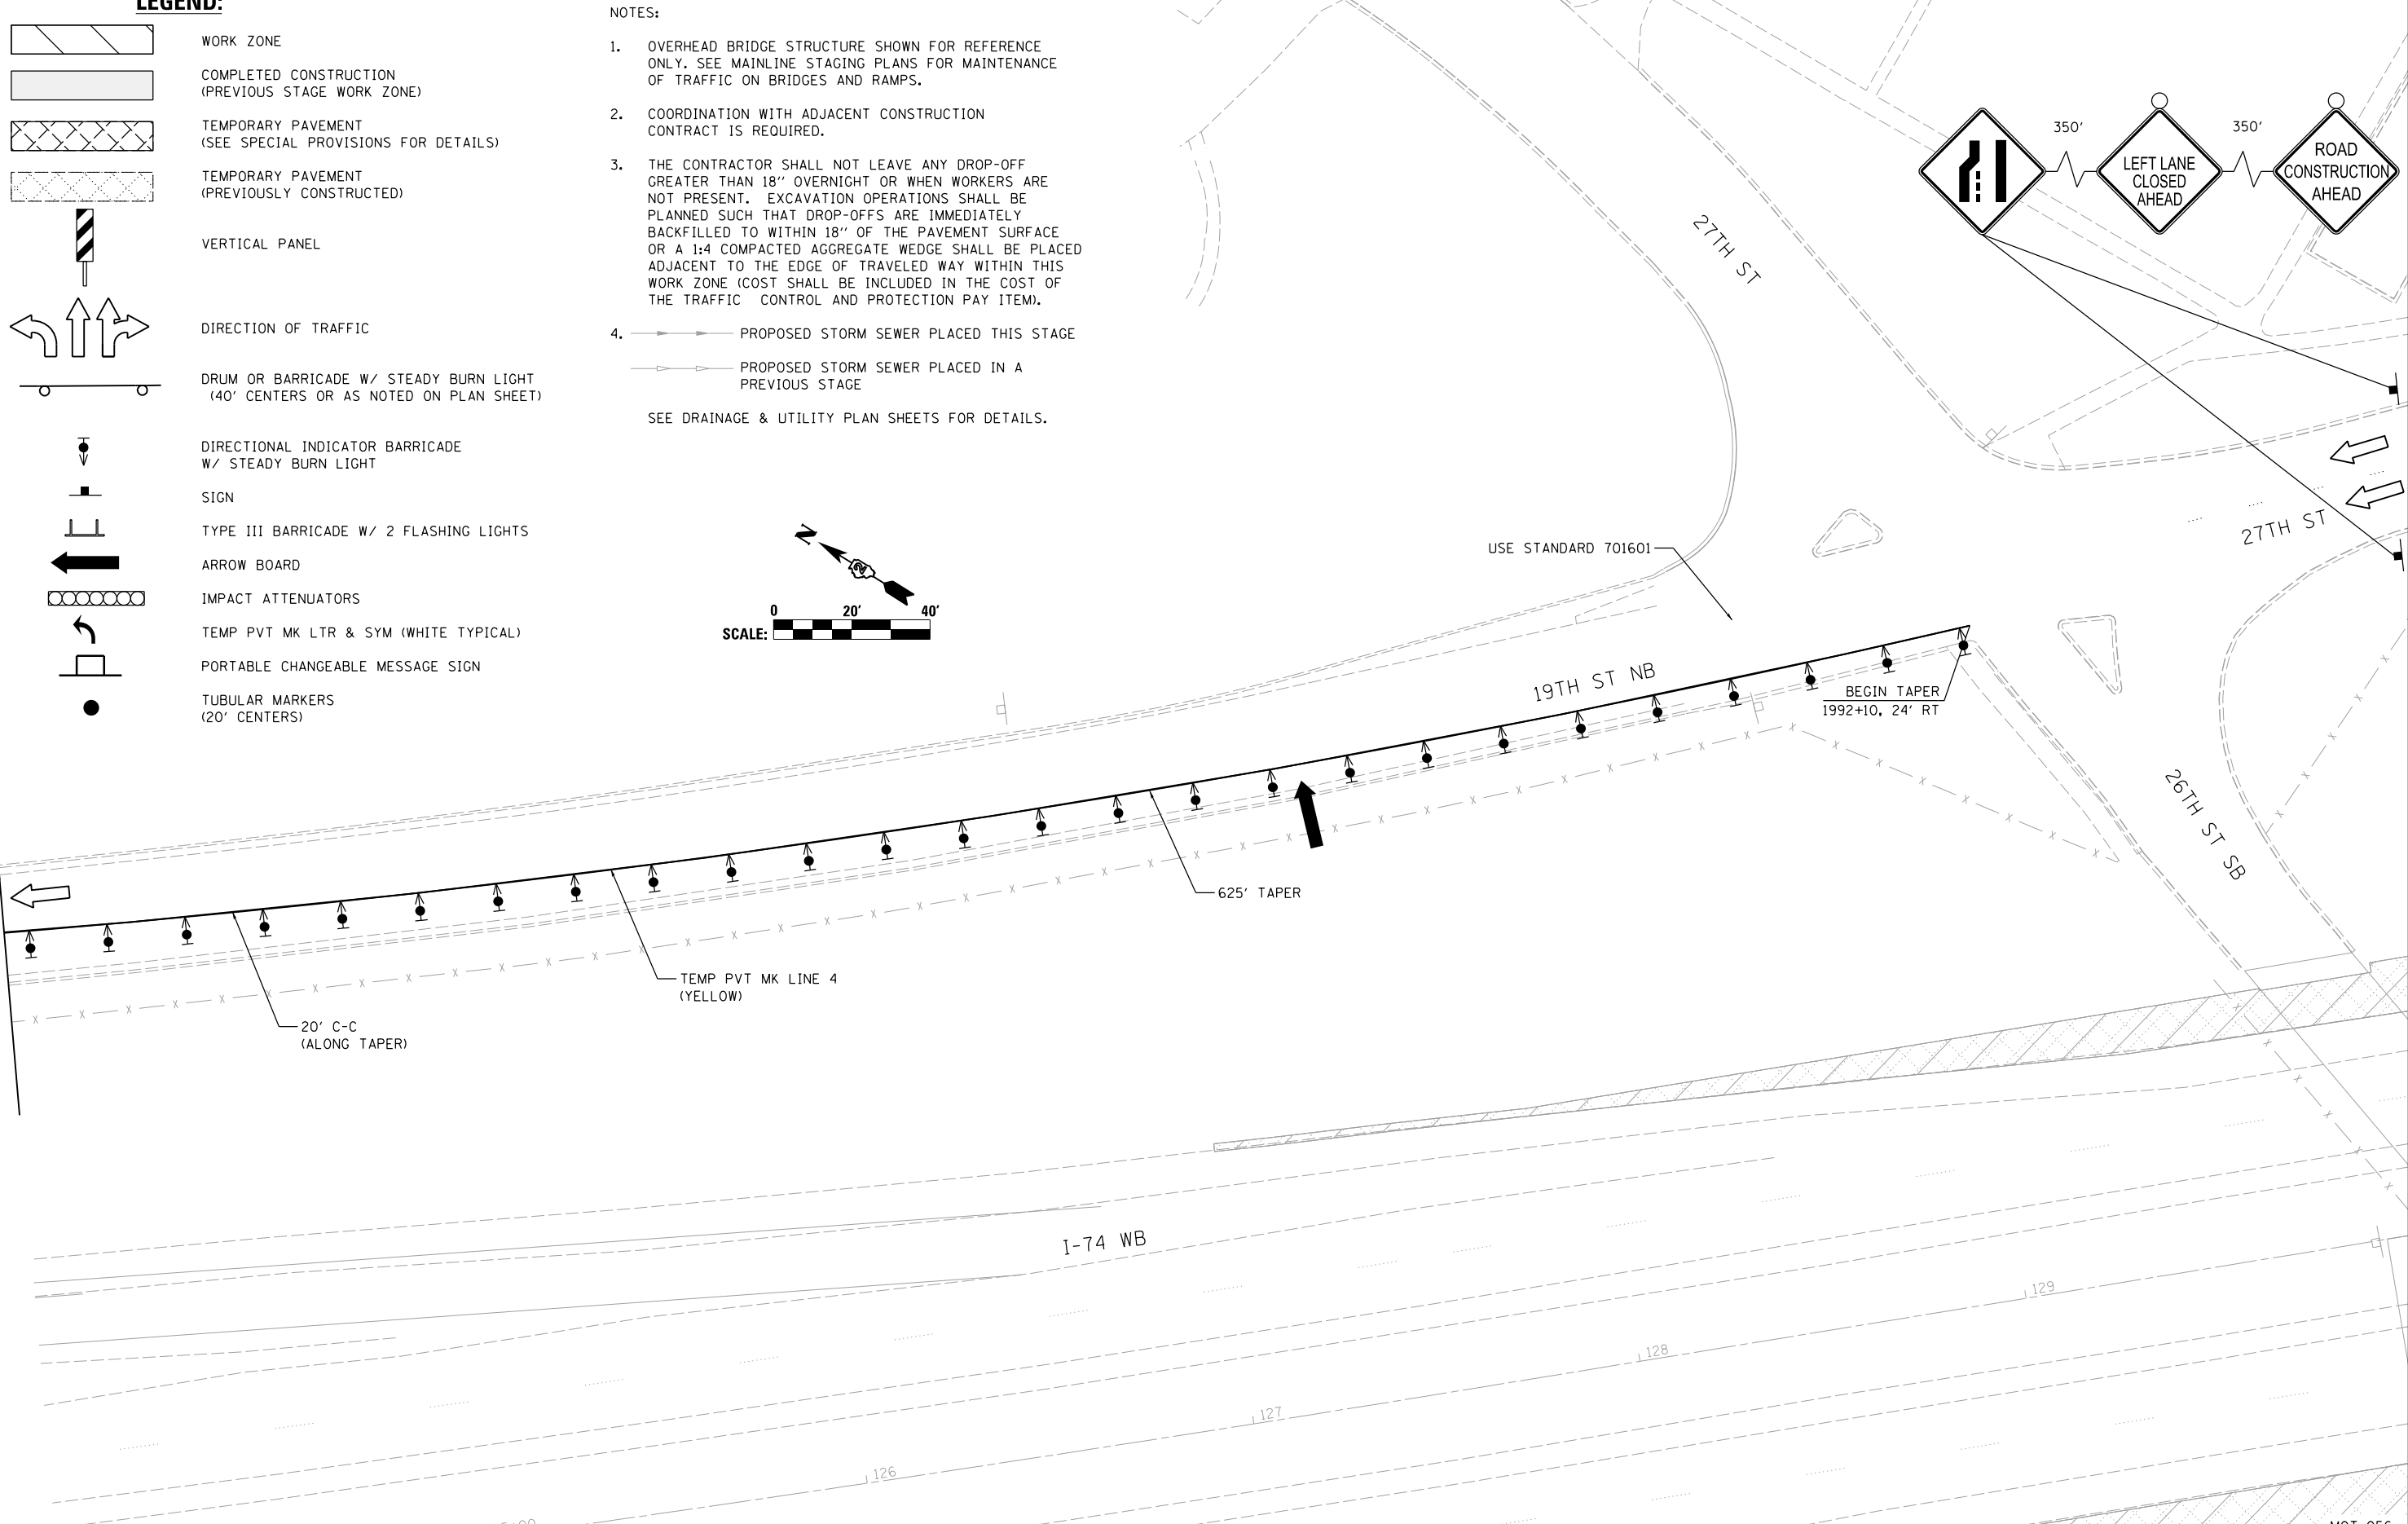 LEGEND:
WORK ZONE
COMPLETED CONSTRUCTION
(PREVIOUS STAGE WORK ZONE)
TEMPORARY PAVEMENT
(SEE SPECIAL PROVISIONS FOR DETAILS)
TEMPORARY PAVEMENT
(PREVIOUSLY CONSTRUCTED)
VERTICAL PANEL
DIRECTION OF TRAFFIC
DRUM OR BARRICADE W/ STEADY BURN LIGHT
(40' CENTERS OR AS NOTED ON PLAN SHEET)
DIRECTIONAL INDICATOR BARRICADE
W/ STEADY BURN LIGHT
SIGN
TYPE III BARRICADE W/ 2 FLASHING LIGHTS
ARROW BOARD
IMPACT ATTENUATORS
TEMP PVT MK LTR & SYM (WHITE TYPICAL)
PORTABLE CHANGEABLE MESSAGE SIGN
TUBULAR MARKERS
(20' CENTERS)
NOTES:
1. OVERHEAD BRIDGE STRUCTURE SHOWN FOR REFERENCE
ONLY. SEE MAINLINE STAGING PLANS FOR MAINTENANCE
OF TRAFFIC ON BRIDGES AND RAMPS.
2. COORDINATION WITH ADJACENT CONSTRUCTION
CONTRACT IS REQUIRED.
3. THE CONTRACTOR SHALL NOT LEAVE ANY DROP-OFF
GREATER THAN 18'' OVERNIGHT OR WHEN WORKERS ARE
NOT PRESENT. EXCAVATION OPERATIONS SHALL BE
PLANNED SUCH THAT DROP-OFFS ARE IMMEDIATELY
BACKFILLED TO WITHIN 18'' OF THE PAVEMENT SURFACE
OR A 1:4 COMPACTED AGGREGATE WEDGE SHALL BE PLACED
ADJACENT TO THE EDGE OF TRAVELED WAY WITHIN THIS
WORK ZONE (COST SHALL BE INCLUDED IN THE COST OF
THE TRAFFIC CONTROL AND PROTECTION PAY ITEM).
4. PROPOSED STORM SEWER PLACED THIS STAGE
PROPOSED STORM SEWER PLACED IN A
PREVIOUS STAGE
SEE DRAINAGE & UTILITY PLAN SHEETS FOR DETAILS.
350'
350'
LEFT LANE
CLOSED
AHEAD
ROAD
CONSTRUCTION
AHEAD
27TH ST
27TH ST
N
2
0 20' 40'
SCALE:
USE STANDARD 701601
19TH ST NB
BEGIN TAPER
1992+10, 24' RT
26TH ST SB
625' TAPER
TEMP PVT MK LINE 4
(YELLOW)
20' C-C
(ALONG TAPER)
I-74 WB
129
128
127
126